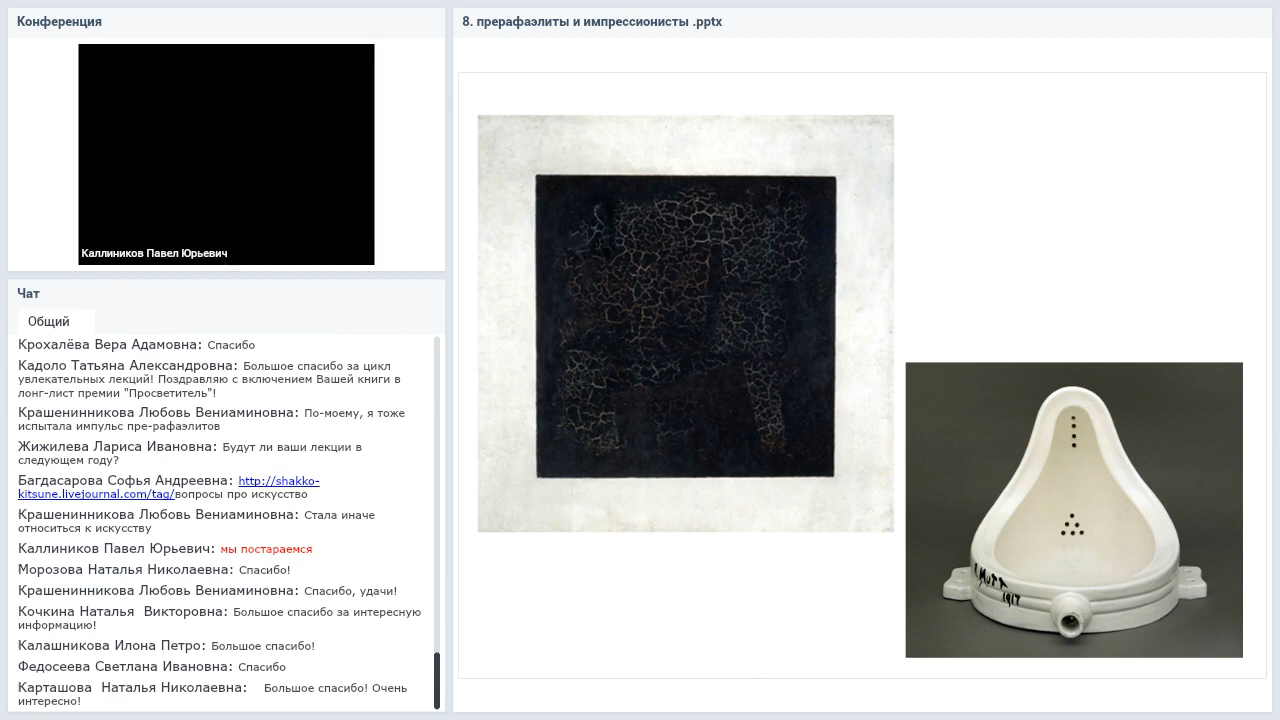 Конференция
Каллиников Павел Юрьевич
Чат
Общий
Крохалёва Вера Адамовна: Спасибо
Кадоло Татьяна Александровна: Большое спасибо за цикл
увлекательных лекций! Поздравляю с включением Вашей книги в
лонг-лист премии "Просветитель"!
Крашенинникова Любовь Вениаминовна: По-моему, я тоже
испытала импульс пре-рафаэлитов
Жижилева Лариса Ивановна: Будут ли ваши лекции в
следующем году?
Багдасарова Софья Андреевна: http://shakko-
kitsune.livejournal.com/tag/вопросы про искусство
Крашенинникова Любовь Вениаминовна: Стала иначе
относиться к искусству
Каллиников Павел Юрьевич: мы постараемся
Морозова Наталья Николаевна: Спасибо!
Крашенинникова Любовь Вениаминовна: Спасибо, удачи!
Кочкина Наталья  Викторовна: Большое спасибо за интересную
информацию!
Калашникова Илона Петро: Большое спасибо!
Федосеева Светлана Ивановна: Спасибо
Карташова  Наталья Николаевна:  Большое спасибо! Очень
интересно!
8. прерафаэлиты и импрессионисты .pptx
R. MUTT
1917